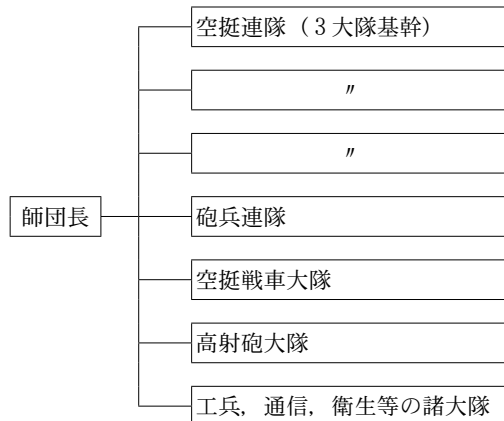 空挺連隊（３大隊基幹）
〃
〃
師団長
砲兵連隊
空挺戦車大隊
高射砲大隊
工兵，通信，衛生等の諸大隊